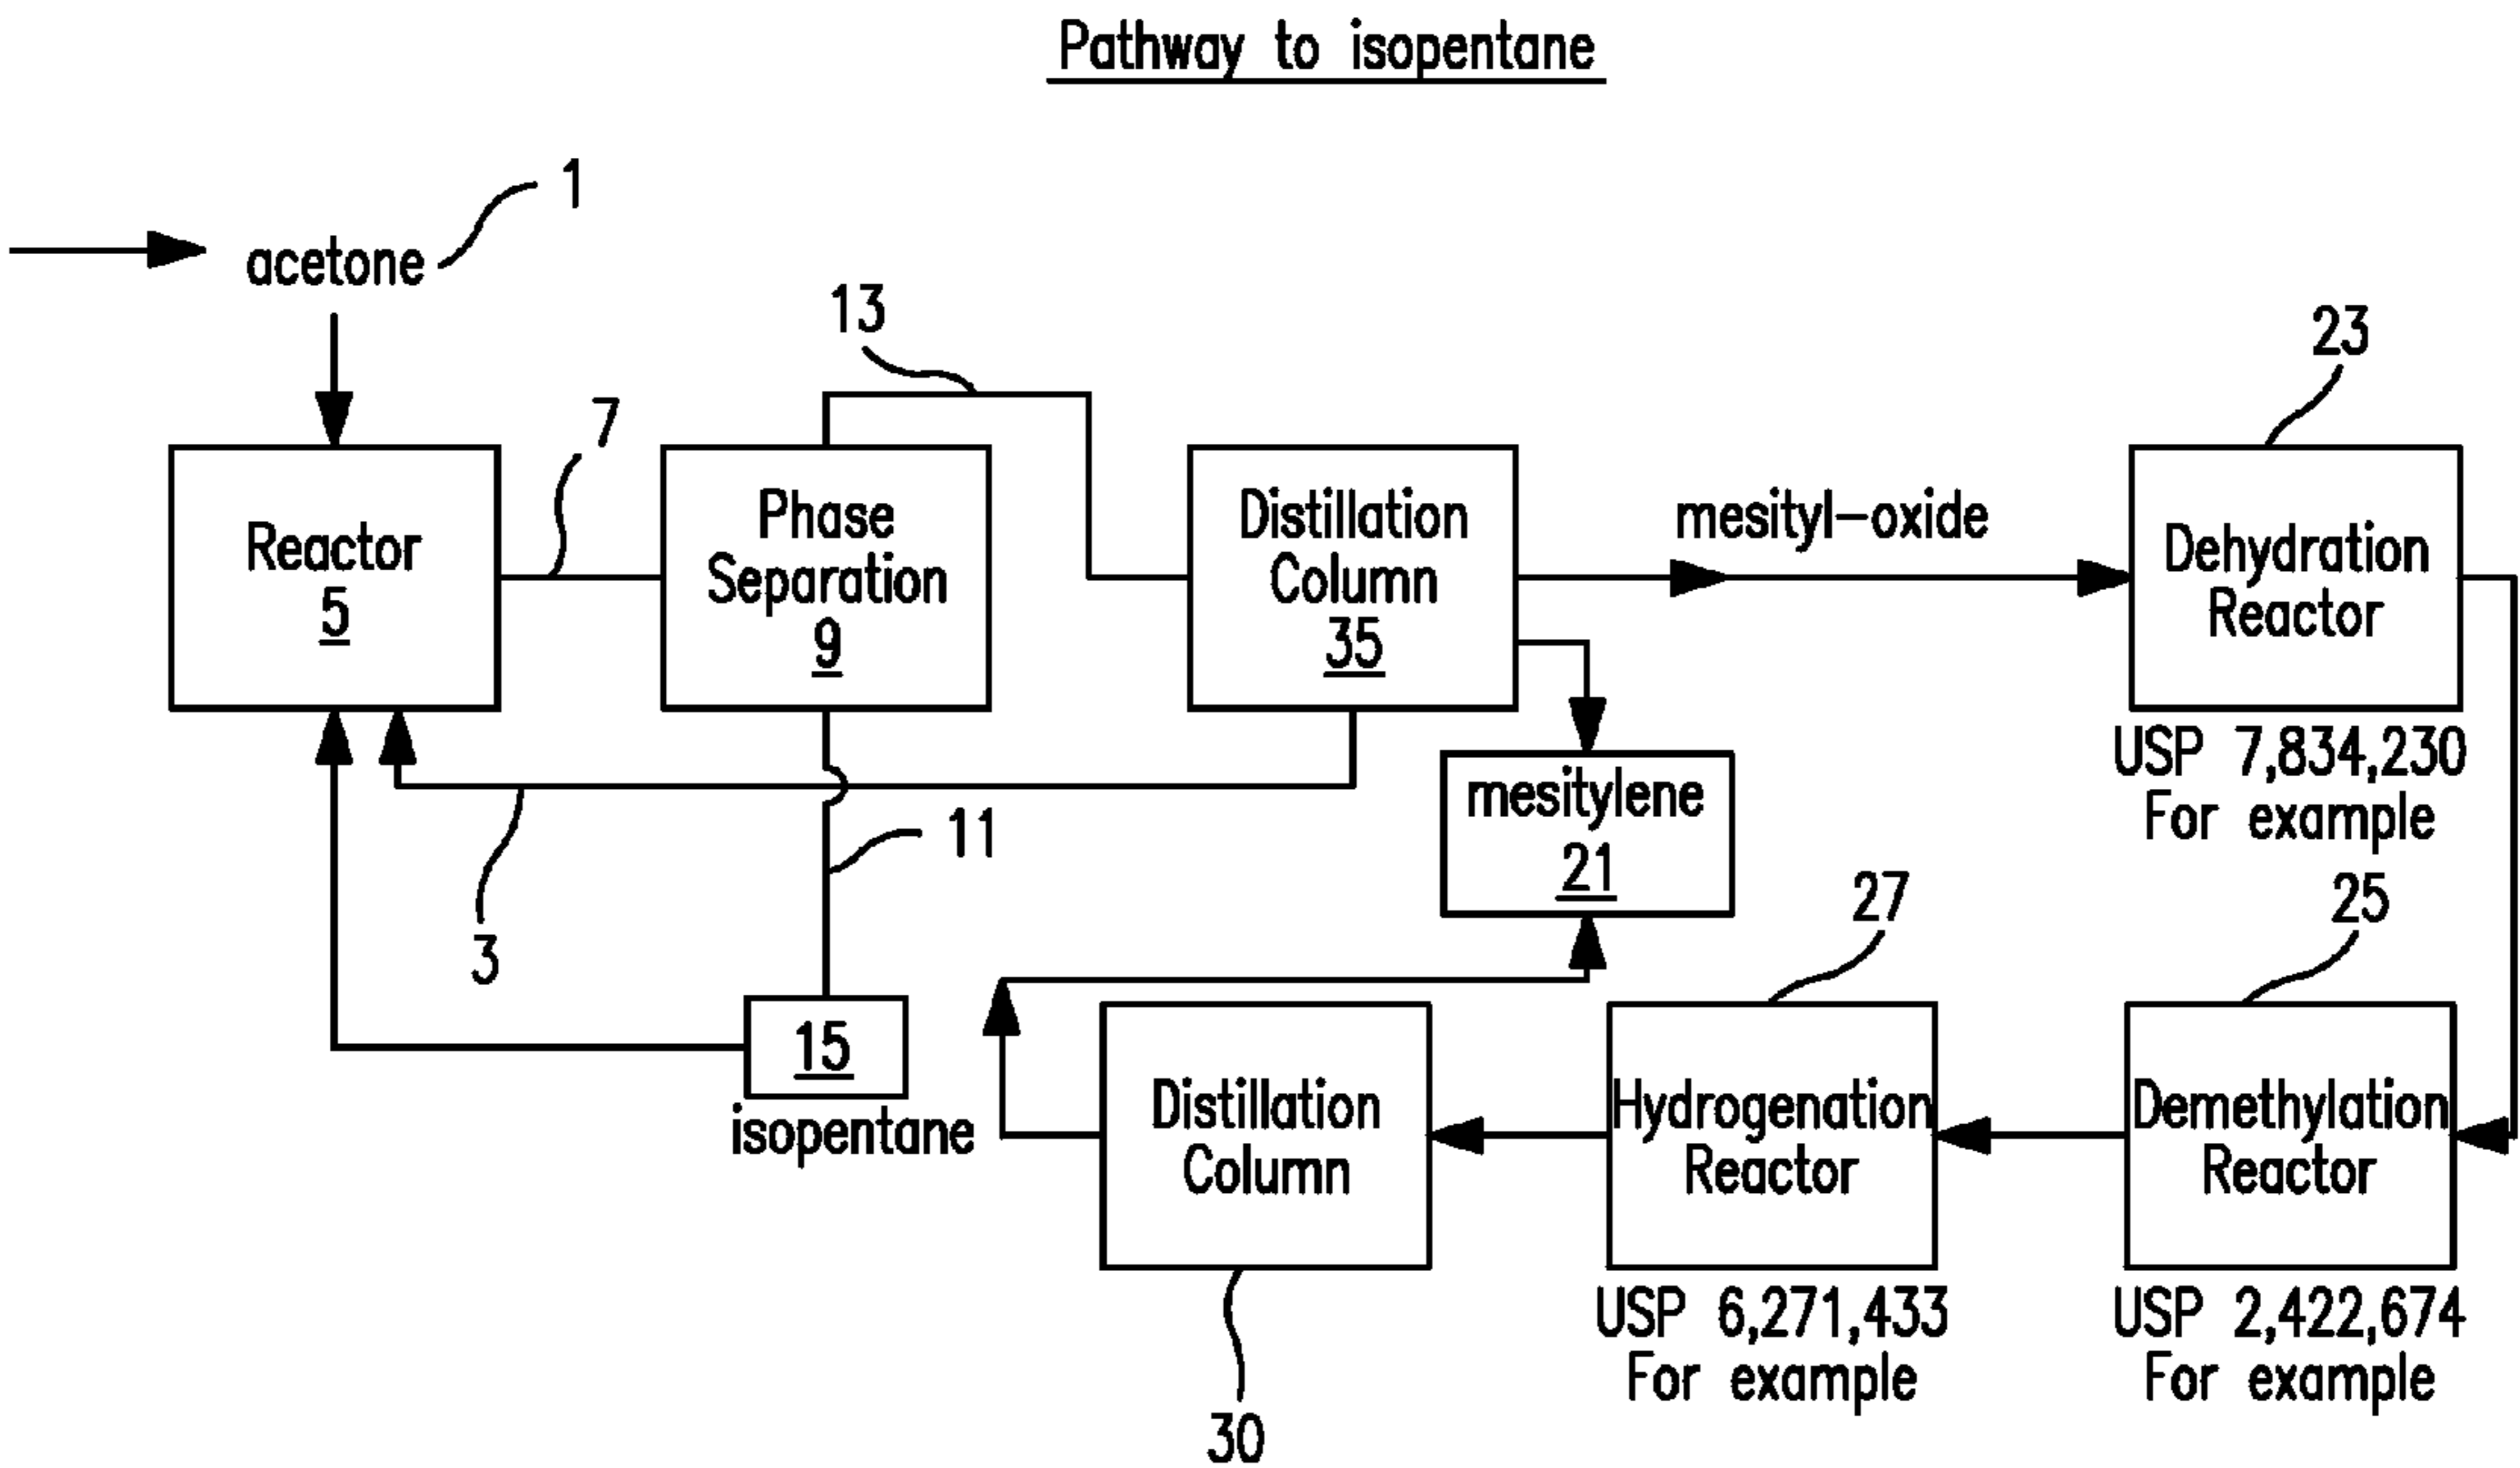 Pathway to isopentane
1
acetone
13
23
7
Reactor
5
Phase
Separation
9
Distillation
Column
35
mesityl-oxide
Dehydration
Reactor
USP 7,834,230
For example
mesitylene
21
11
3
27
25
15
isopentane
Distillation
Column
Hydrogenation
Reactor
Demethylation
Reactor
USP 6,271,433
For example
USP 2,422,674
For example
30